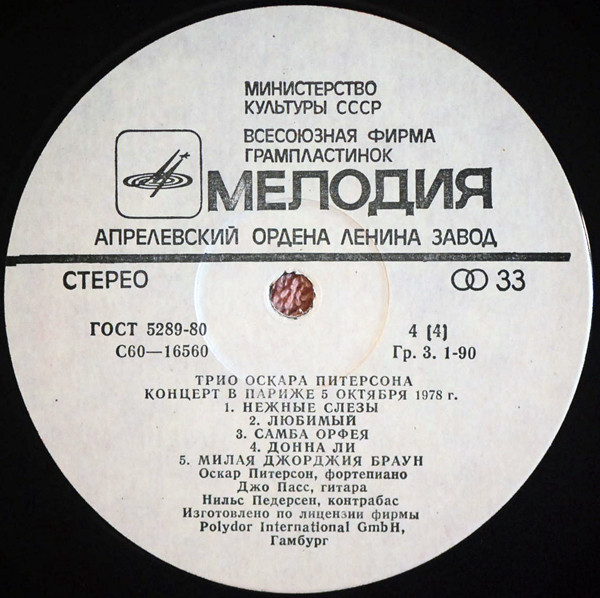 МИНИСТЕРСТВО
КУЛЬТУРЫ СССР
ВСЕСОЮЗНАЯ ФИРМА
ГРАМПЛАСТИНОК
МЕЛОДИЯ
АПРЕЛЕВСКИЙ ОРДЕНА ЛЕНИНА ЗАВОД
СТЕРЕО 33
ГОСТ 5289-80 4 (4)
С60—16560 Гр. 3. 1-90
ТРИО ОСКАРА ПИТЕРСОНА
КОНЦЕРТ В ПАРИЖЕ 5 ОКТЯБРЯ 1978 г.
1. НЕЖНЫЕ СЛЕЗЫ
2. ЛЮБИМЫЙ
3. САМБА ОРФЕЯ
4. ДОННА ЛИ
5. МИЛАЯ ДЖОРДЖИЯ БРАУН
Оскар Питерсон, фортепиано
Джо Пасс, гитара
Нильс Педерсен, контрабас
Изготовлено по лицензии фирмы
Polydor International GmbH,
Гамбург